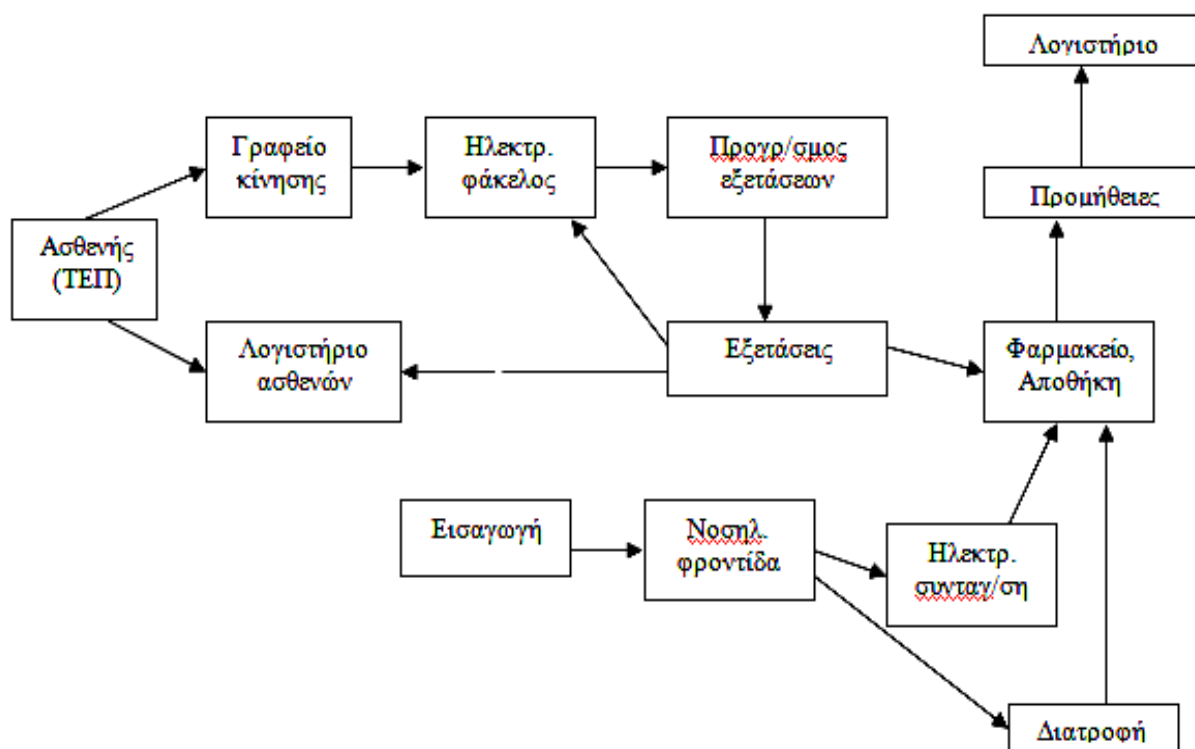 Λογιστήριο
Γραφείο
κίνησης
Ηλεκτρ.
φάκελος
Προγρ/σμος
εξετάσεων
Προμήθειες
Ασθενής
(ΤΕΠ)
Λογιστήριο
ασθενών
Εξετάσεις
Φαρμακείο,
Αποθήκη
Εισαγωγή
Νοσηλ.
φροντίδα
Ηλεκτρ.
συνταγ/ση
Διατροφή